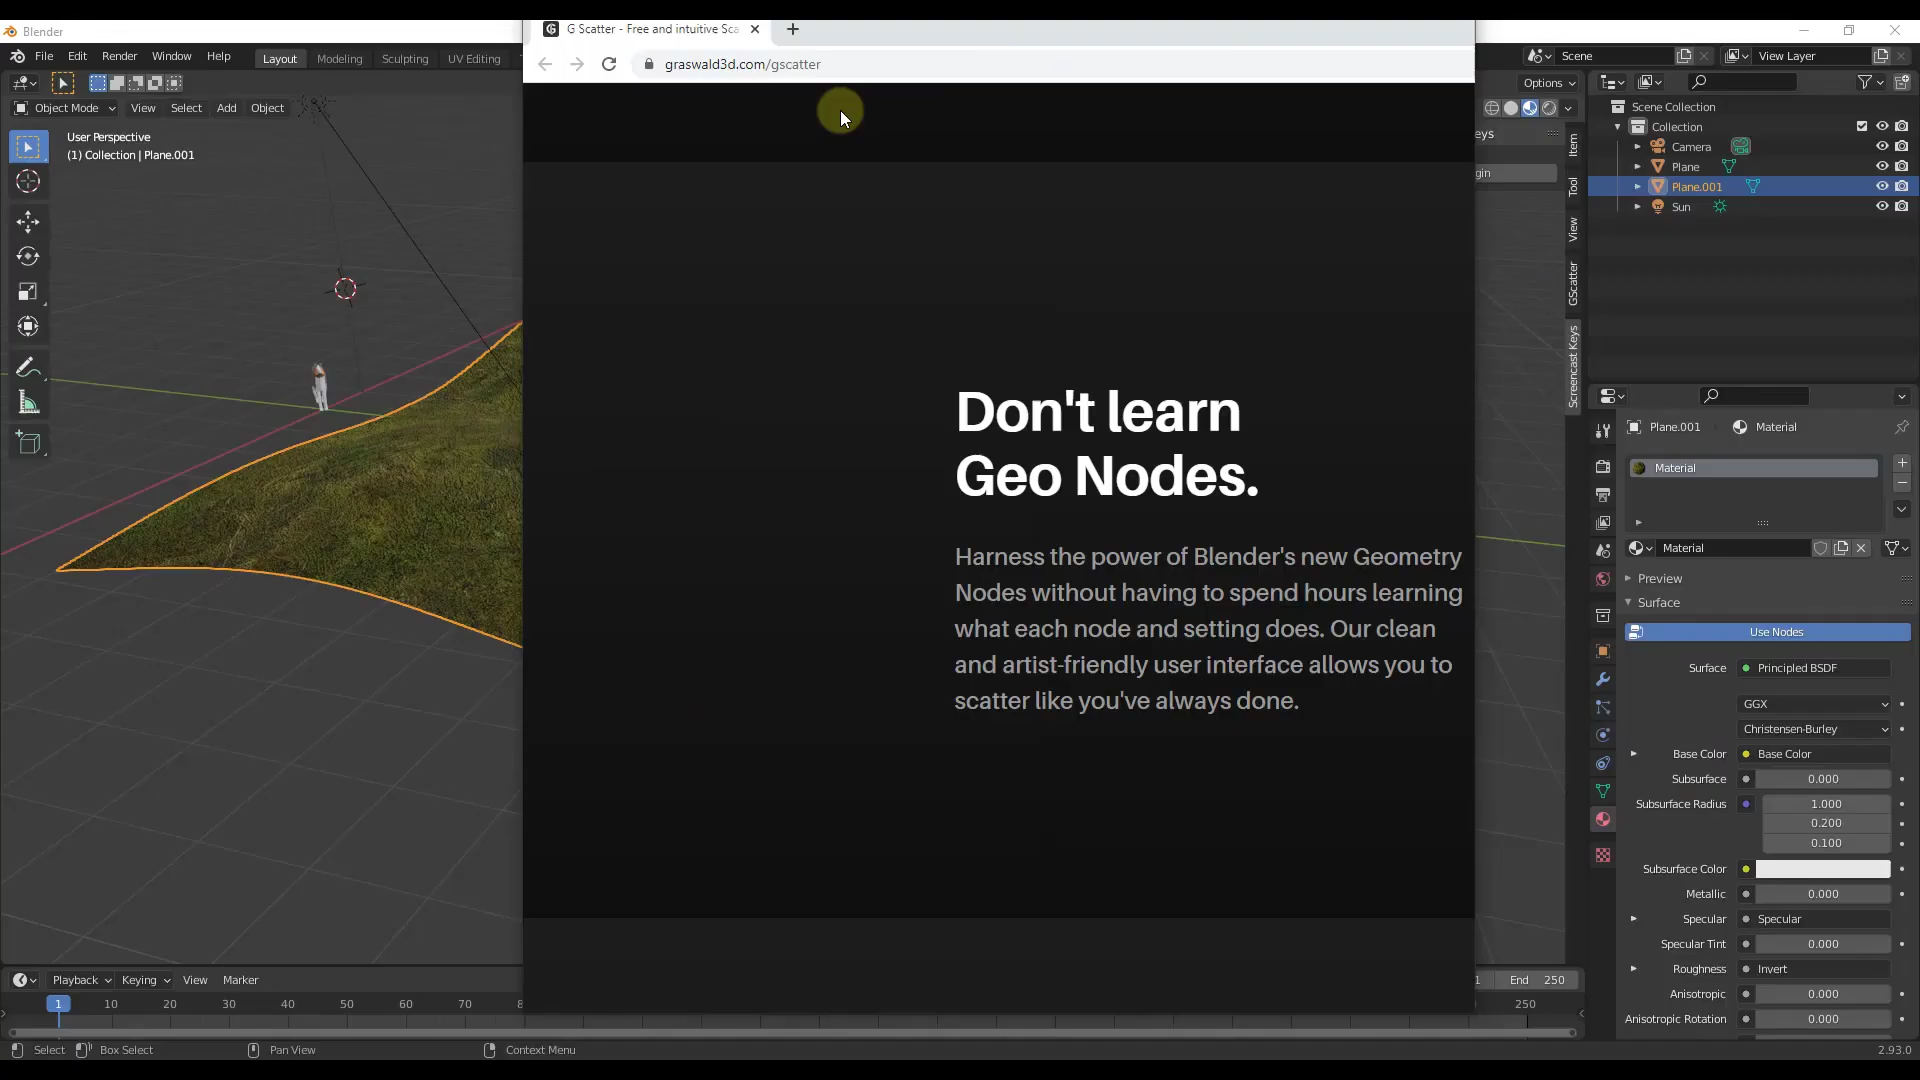 Blender
File Edit Render Window Help
Layout Modeling Sculpting UV Editing
G Scatter - Free and intuitive Sca
graswald3d.com/gscatter
Scene
View Layer
Options
Object Mode View Select Add Object
User Perspective
(1) Collection | Plane.001
eys
gin
Item
Tool
View
GScatter
Screencast Keys
Scene Collection
Collection
Camera
Plane
Plane.001
Sun
Don't learn
Geo Nodes.
Harness the power of Blender's new Geometry
Nodes without having to spend hours learning
what each node and setting does. Our clean
and artist-friendly user interface allows you to
scatter like you've always done.
Plane.001 Material
Material
Material
Preview
Surface
Use Nodes
Surface Principled BSDF
GGX
Christensen-Burley
Base Color Base Color
Subsurface 0.000
Subsurface Radius 1.000
0.200
0.100
Subsurface Color
Metallic 0.000
Specular Specular
Specular Tint 0.000
Roughness Invert
Anisotropic 0.000
Anisotropic Rotation 0.000
Playback Keying View Marker
1 End 250
1 10 20 30 40 50 60 70 8 250
Select Box Select Pan View Context Menu
2.93.0